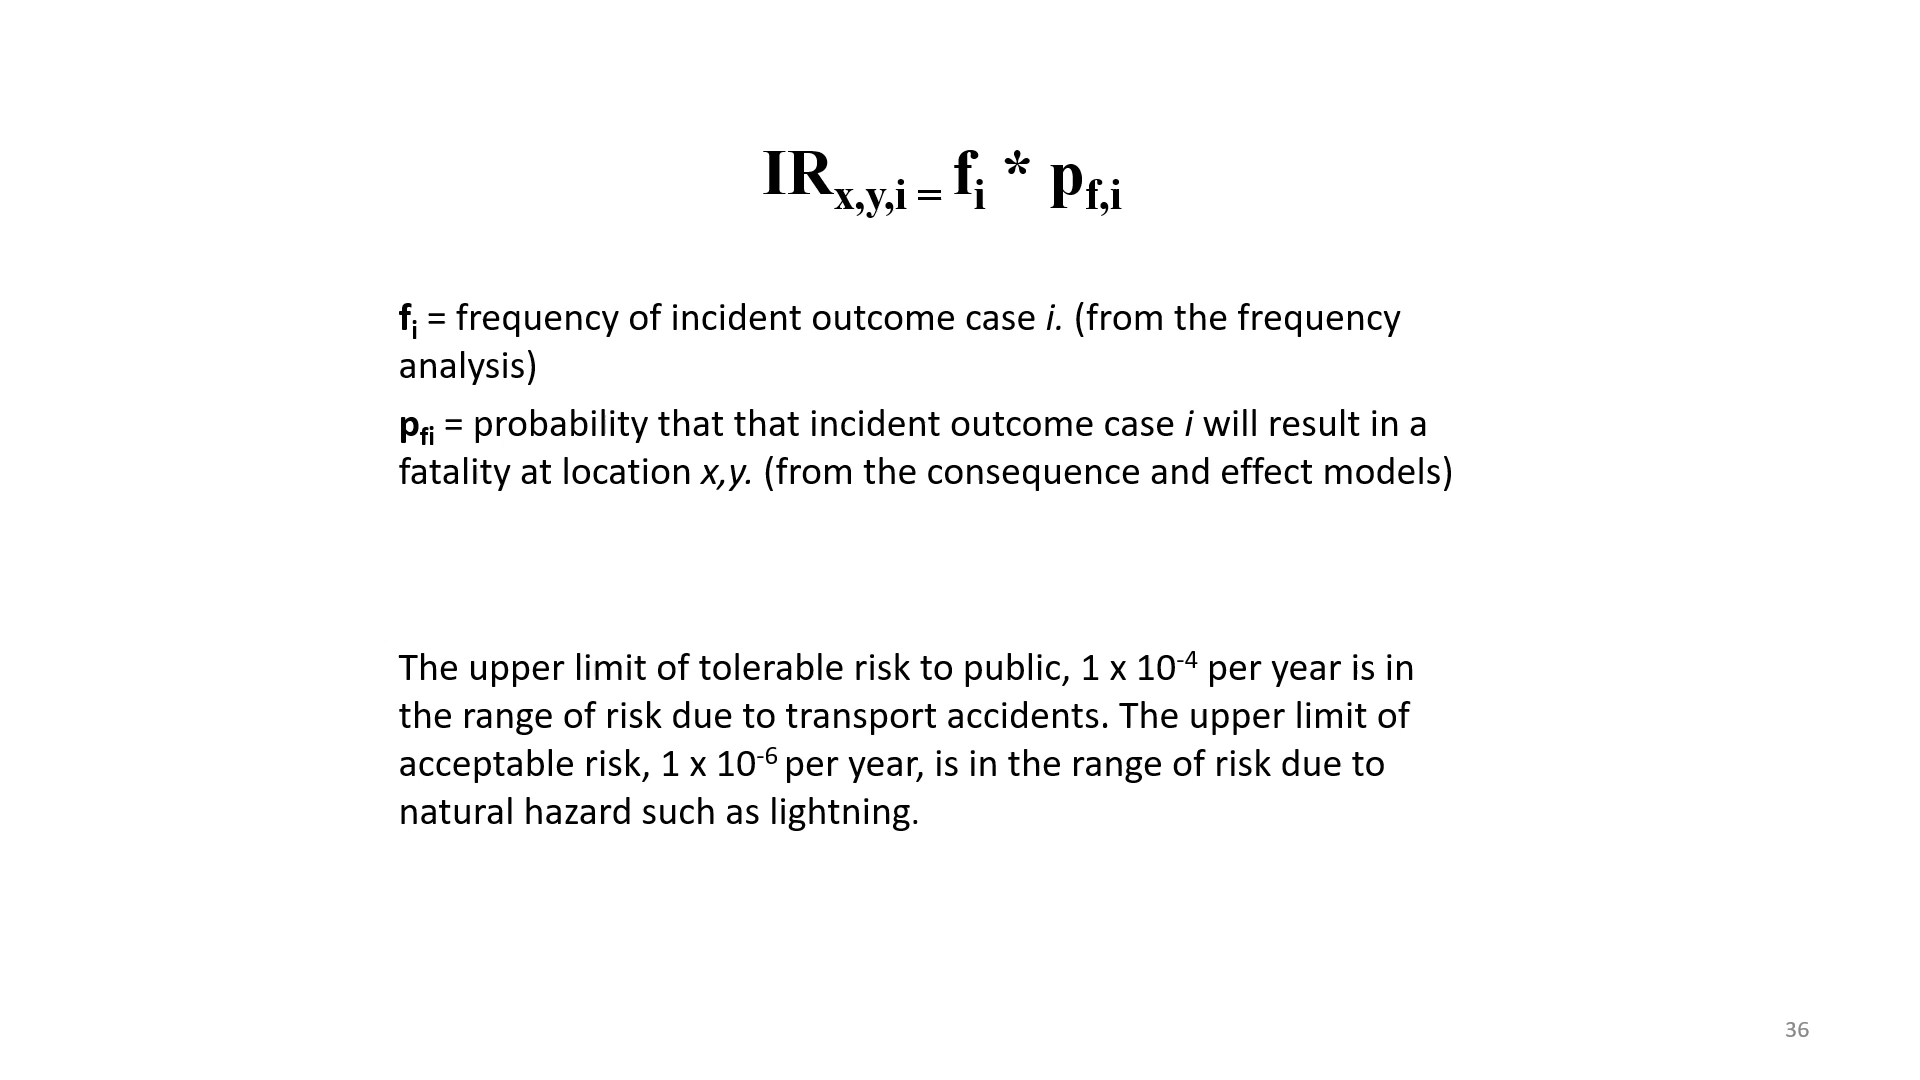 IRx,y,i = fi * pf,i
fi = frequency of incident outcome case i. (from the frequency
analysis)
pfi = probability that that incident outcome case i will result in a
fatality at location x,y. (from the consequence and effect models)
The upper limit of tolerable risk to public, 1 x 10-4 per year is in
the range of risk due to transport accidents. The upper limit of
acceptable risk, 1 x 10-6 per year, is in the range of risk due to
natural hazard such as lightning.
36